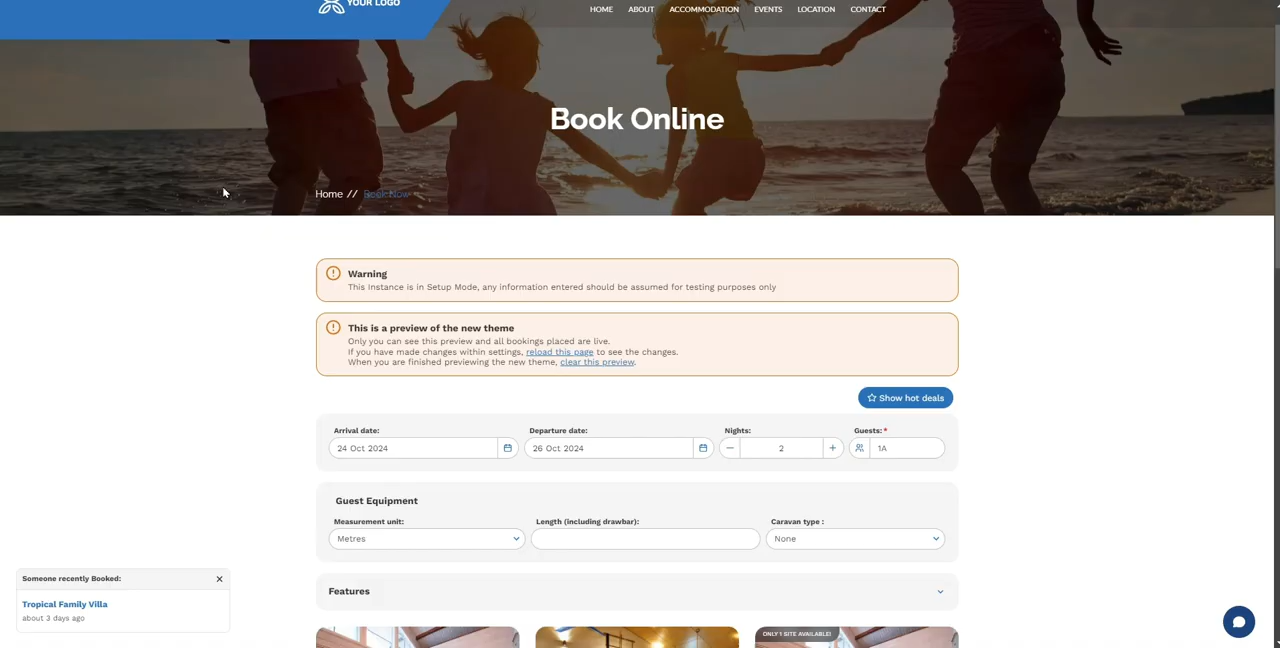 YOUR LOGO
HOME ABOUT ACCOMMODATION EVENTS LOCATION CONTACT
Book Online
Home // Book Now
Warning
This Instance is in Setup Mode, any information entered should be assumed for testing purposes only
This is a preview of the new theme
Only you can see this preview and all bookings placed are live.
If you have made changes within settings, reload this page to see the changes.
When you are finished previewing the new theme, clear this preview.
Show hot deals
Arrival date: Departure date: Nights: Guests:*
24 Oct 2024 26 Oct 2024 2 1A
Guest Equipment
Measurement unit: Length (including drawbar): Caravan type :
Metres None
Features
Someone recently Booked:
Tropical Family Villa
about 3 days ago
ONLY 1 SITE AVAILABLE!